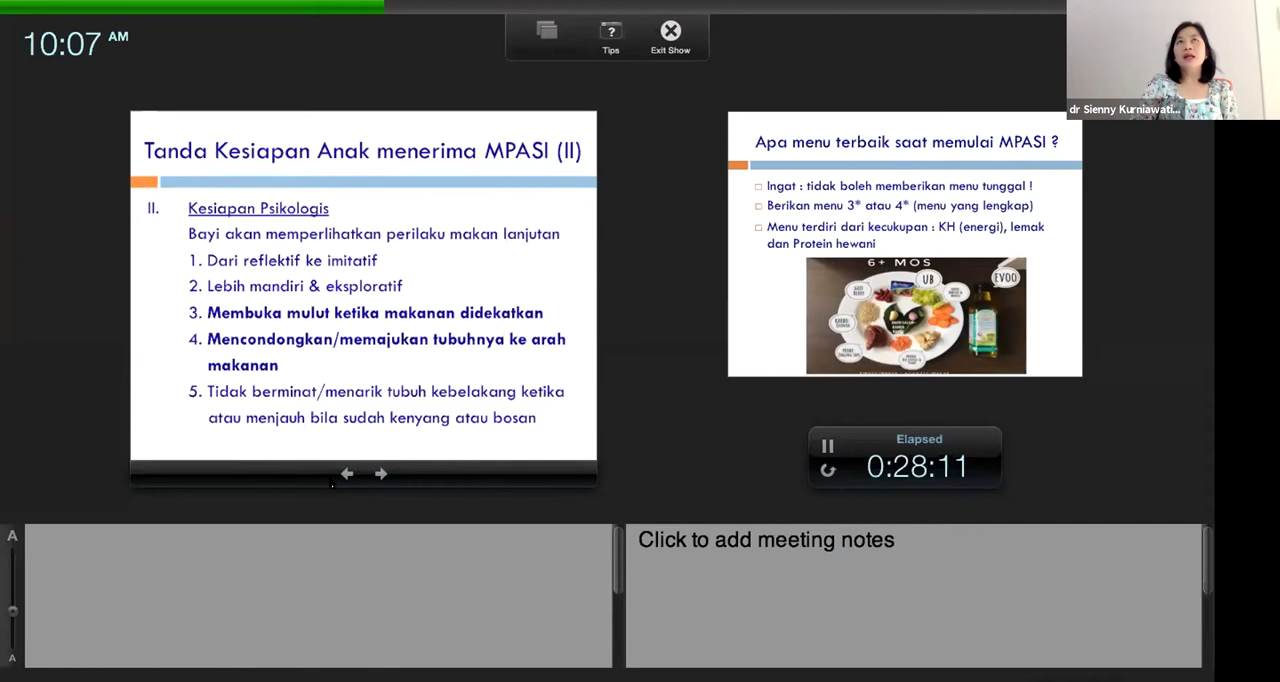 10:07 AM
Tips
Exit Show
dr Sienny Kurniawati...
Tanda Kesiapan Anak menerima MPASI (II)
II. Kesiapan Psikologis
Bayi akan memperlihatkan perilaku makan lanjutan
1. Dari reflektif ke imitatif
2. Lebih mandiri & eksploratif
3. Membuka mulut ketika makanan didekatkan
4. Mencondongkan/memajukan tubuhnya ke arah
makanan
5. Tidak berminat/menarik tubuh kebelakang ketika
atau menjauh bila sudah kenyang atau bosan
Apa menu terbaik saat memulai MPASI ?
Ingat : tidak boleh memberikan menu tunggal !
Berikan menu 3* atau 4* (menu yang lengkap)
Menu terdiri dari kecukupan : KH (energi), lemak
dan Protein hewani
6+ MOS
UB
EVOO
Elapsed
0:28:11
A
A
Click to add meeting notes